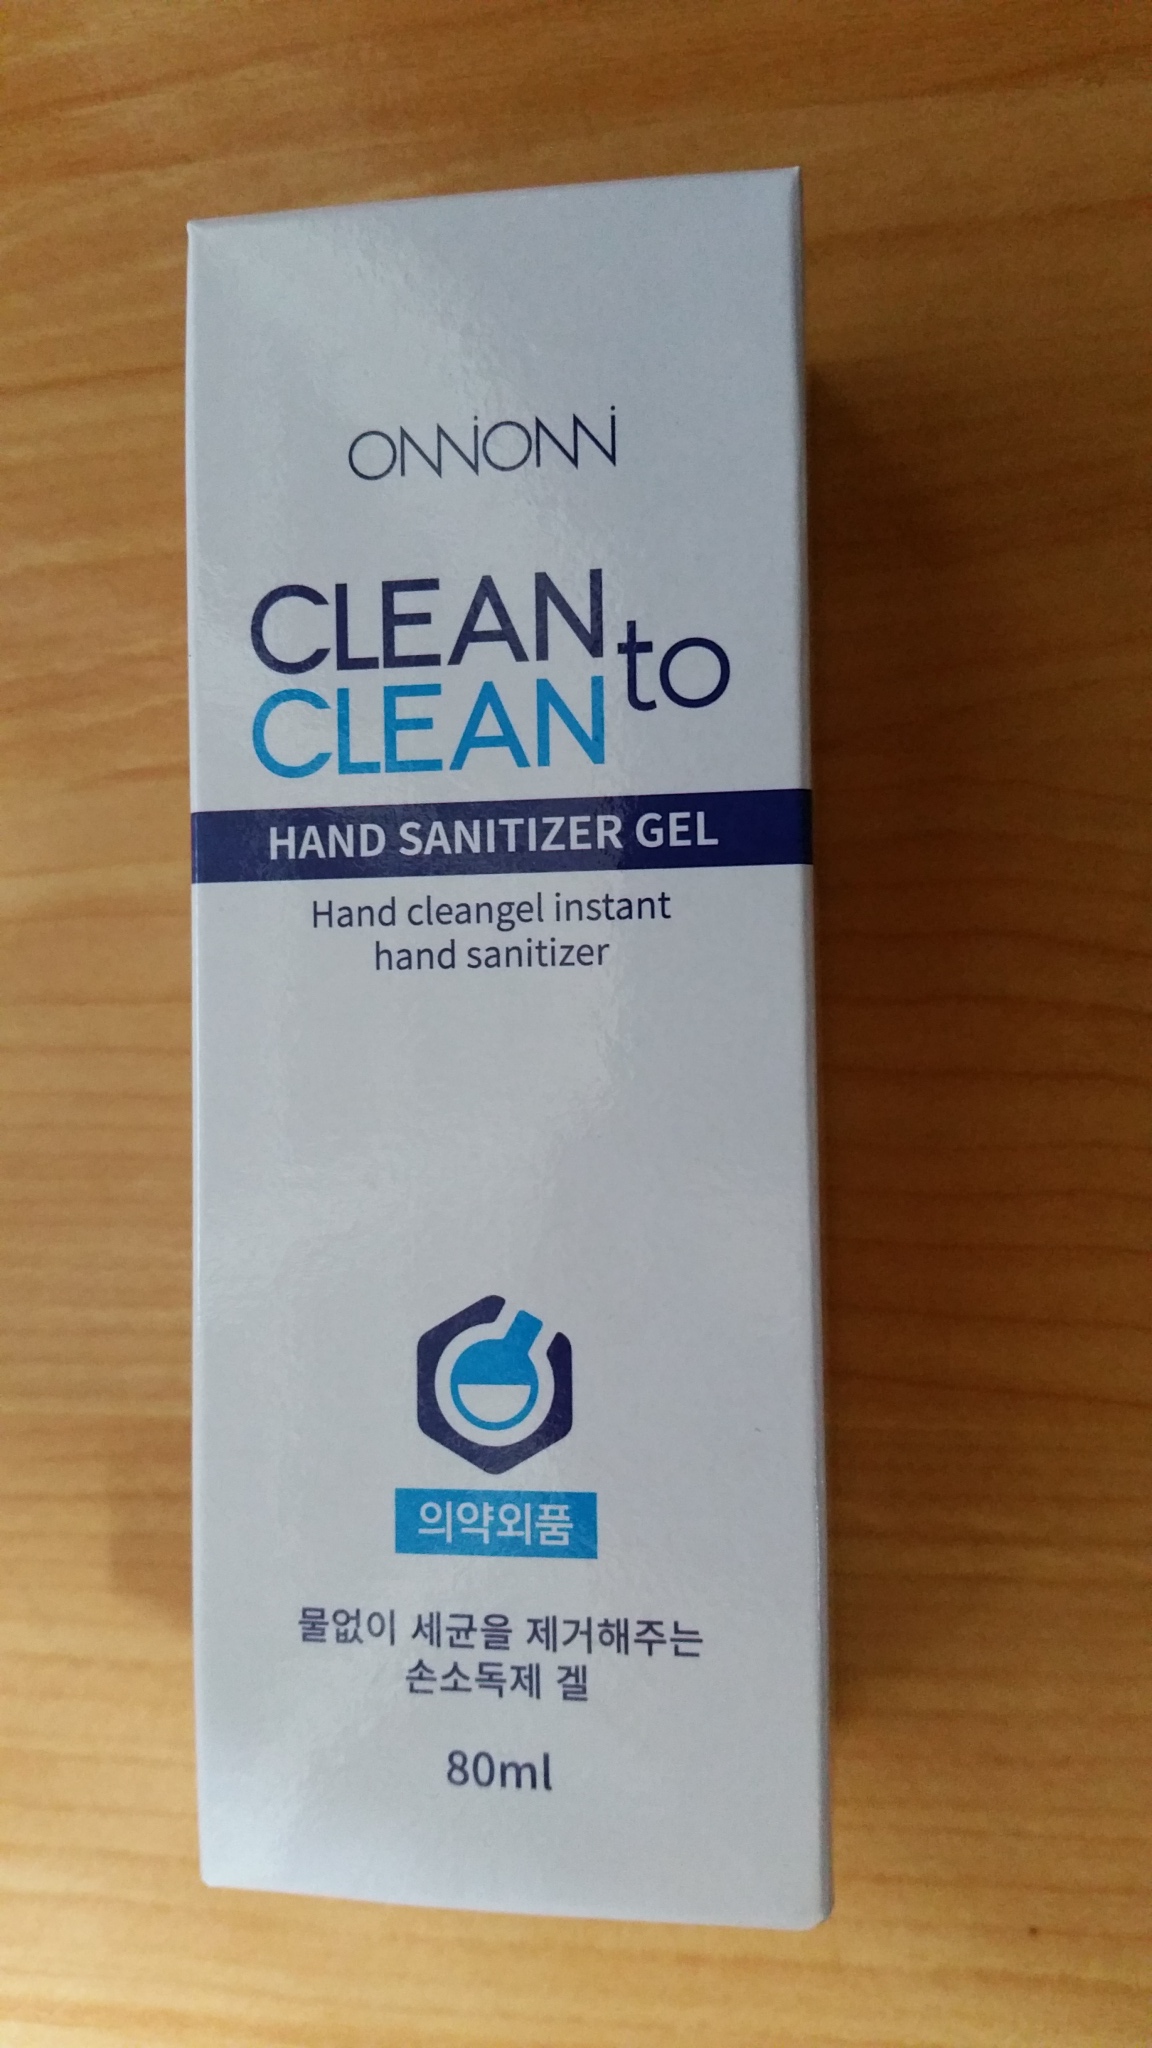 ONNiONNi
CLEAN to
CLEAN
HAND SANITIZER GEL
Hand cleangel instant
hand sanitizer
의약외품
물없이 세균을 제거해주는
손소독제 겔
80ml